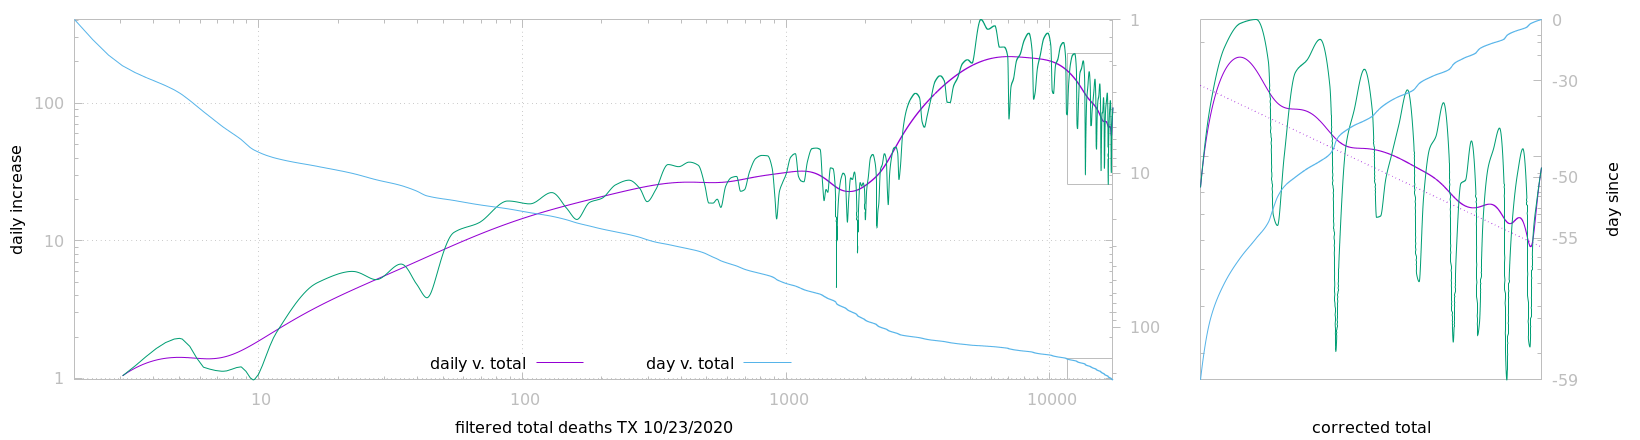 daily increase
100
10
1
10
100
1000
10000
1
10
100
daily v. total
day v. total
filtered total deaths TX 10/23/2020
0
-30
-50
-55
-59
day since
corrected total